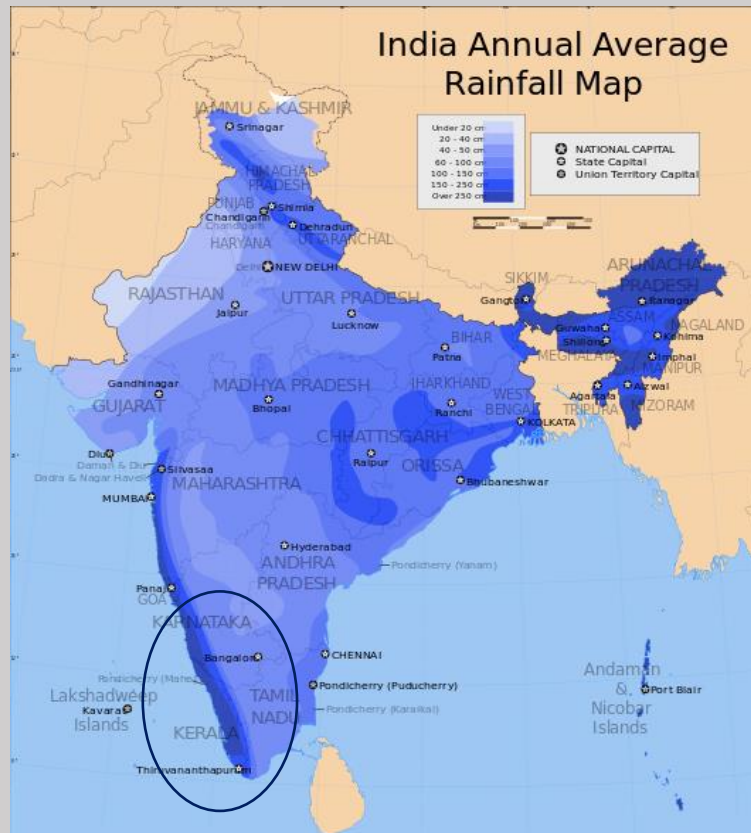 India Annual Average
Rainfall Map
Under 20 cm
20 - 40 cm
40 - 50 cm
60 - 100 cm
100 - 150 cm
150 - 250 cm
Over 250 cm
NATIONAL CAPITAL
State Capital
Union Territory Capital
JAMMU & KASHMIR
Srinagar
HIMACHAL
PRADESH
Shimla
PUNJAB
Chandigarh
Chandigarh
Dehradun
UTTARANCHAL
HARYANA
Delhi
NEW DELHI
RAJASTHAN
Jaipur
UTTAR PRADESH
Lucknow
SIKKIM
Gangtok
ARUNACHAL
PRADESH
Itanagar
ASSAM
NAGALAND
Guwahati
Kohima
Shillong
MEGHALAYA
Imphal
MANIPUR
BIHAR
Patna
Agartala
Aizwal
TRIPURA
MIZORAM
Gandhinagar
GUJARAT
MADHYA PRADESH
Bhopal
JHARKHAND
Ranchi
WEST
BENGAL
KOLKATA
CHHATTISGARH
Raipur
ORISSA
Bhubaneshwar
Diu
Daman & Diu
Silvasaa
Dadra & Nagar Haveli
MAHARASHTRA
MUMBAI
Hyderabad
ANDHRA
PRADESH
Pondicherry (Yanam)
Panaji
GOA
KARNATAKA
Bangalore
CHENNAI
Pondicherry (Mahe)
Pondicherry (Puducherry)
TAMIL
NADU
Pondicherry (Karaikal)
Lakshadweep
Kavarati
Islands
KERALA
Thiruvananthapuram
Andaman
&
Nicobar
Islands
Port Blair